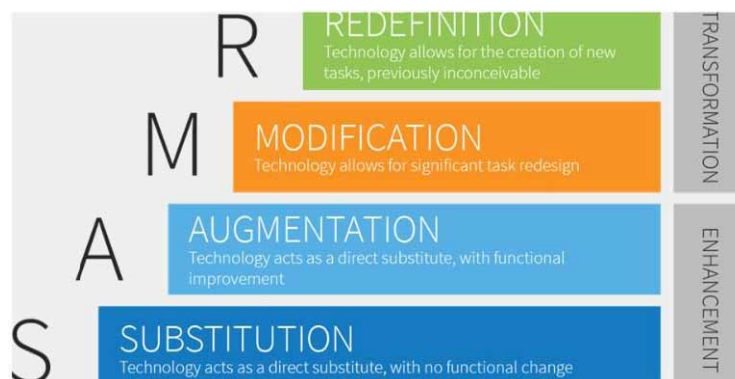 R
REDEFINITION
Technology allows for the creation of new
tasks, previously inconceivable
TRANSFORMATION
M
MODIFICATION
Technology allows for significant task redesign
A
AUGMENTATION
Technology acts as a direct substitute, with functional
improvement
ENHANCEMENT
S
SUBSTITUTION
Technology acts as a direct substitute, with no functional change